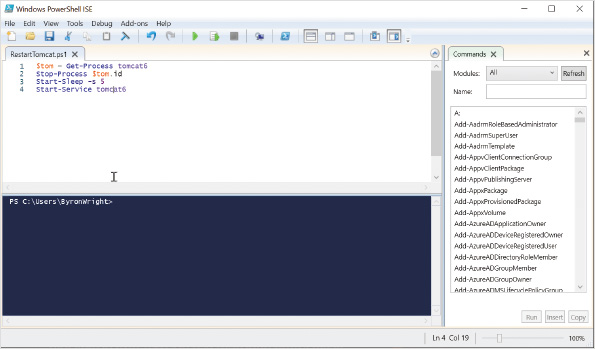 Windows PowerShell ISE
File Edit View Tools Debug Add-ons Help
RestartTomcat.ps1
1 $tom = Get-Process tomcat6
2 Stop-Process $tom.id
3 Start-Sleep -s 5
4 Start-Service tomcat6
PS C:\Users\ByronWright>
Commands
Modules: All Refresh
Name:
A:
Add-AadrmRoleBasedAdministrator
Add-AadrmSuperUser
Add-AadrmTemplate
Add-AppvClientConnectionGroup
Add-AppvClientPackage
Add-AppvPublishingServer
Add-AppxPackage
Add-AppxProvisionedPackage
Add-AppxVolume
Add-AzureADApplicationOwner
Add-AzureADDeviceRegisteredOwner
Add-AzureADDeviceRegisteredUser
Add-AzureADDirectoryRoleMember
Add-AzureADGroupMember
Add-AzureADGroupOwner
Add-AzureADMSLifecyclePolicyGroup
Run Insert Copy
Ln 4 Col 19 100%